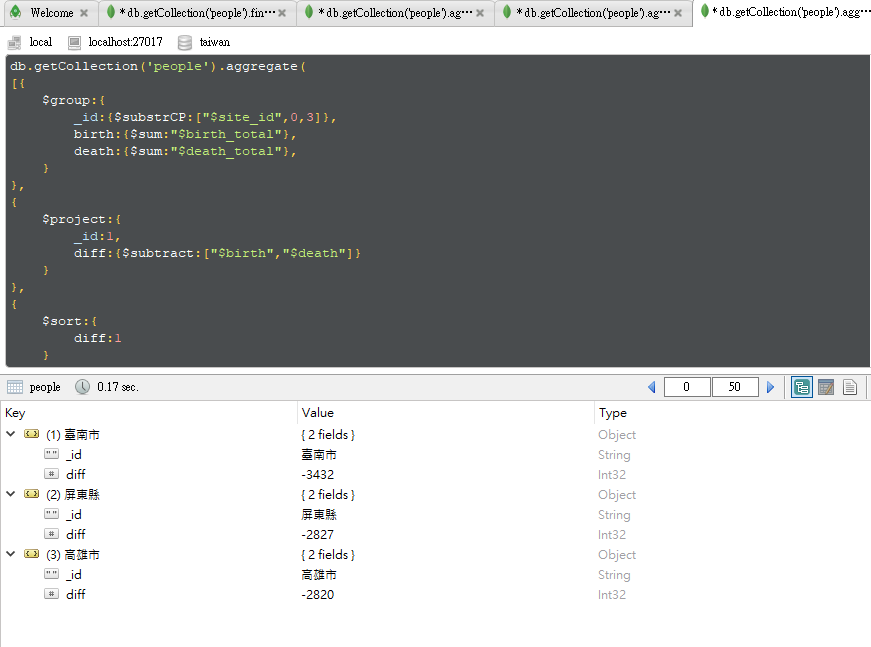 Welcome
* db.getCollection('people').fin···
* db.getCollection('people').ag···
* db.getCollection('people').ag···
* db.getCollection('people').agg···
local localhost:27017 taiwan
db.getCollection('people').aggregate(
[{
    $group:{
        _id:{$substrCP:["$site_id",0,3]},
        birth:{$sum:"$birth_total"},
        death:{$sum:"$death_total"},
    }
},
{
    $project:{
        _id:1,
        diff:{$subtract:["$birth","$death"]}
    }
},
{
    $sort:{
        diff:1
    }
people 0.17 sec. 0 50
Key Value Type
(1) 臺南市 { 2 fields } Object
_id 臺南市 String
diff -3432 Int32
(2) 屏東縣 { 2 fields } Object
_id 屏東縣 String
diff -2827 Int32
(3) 高雄市 { 2 fields } Object
_id 高雄市 String
diff -2820 Int32